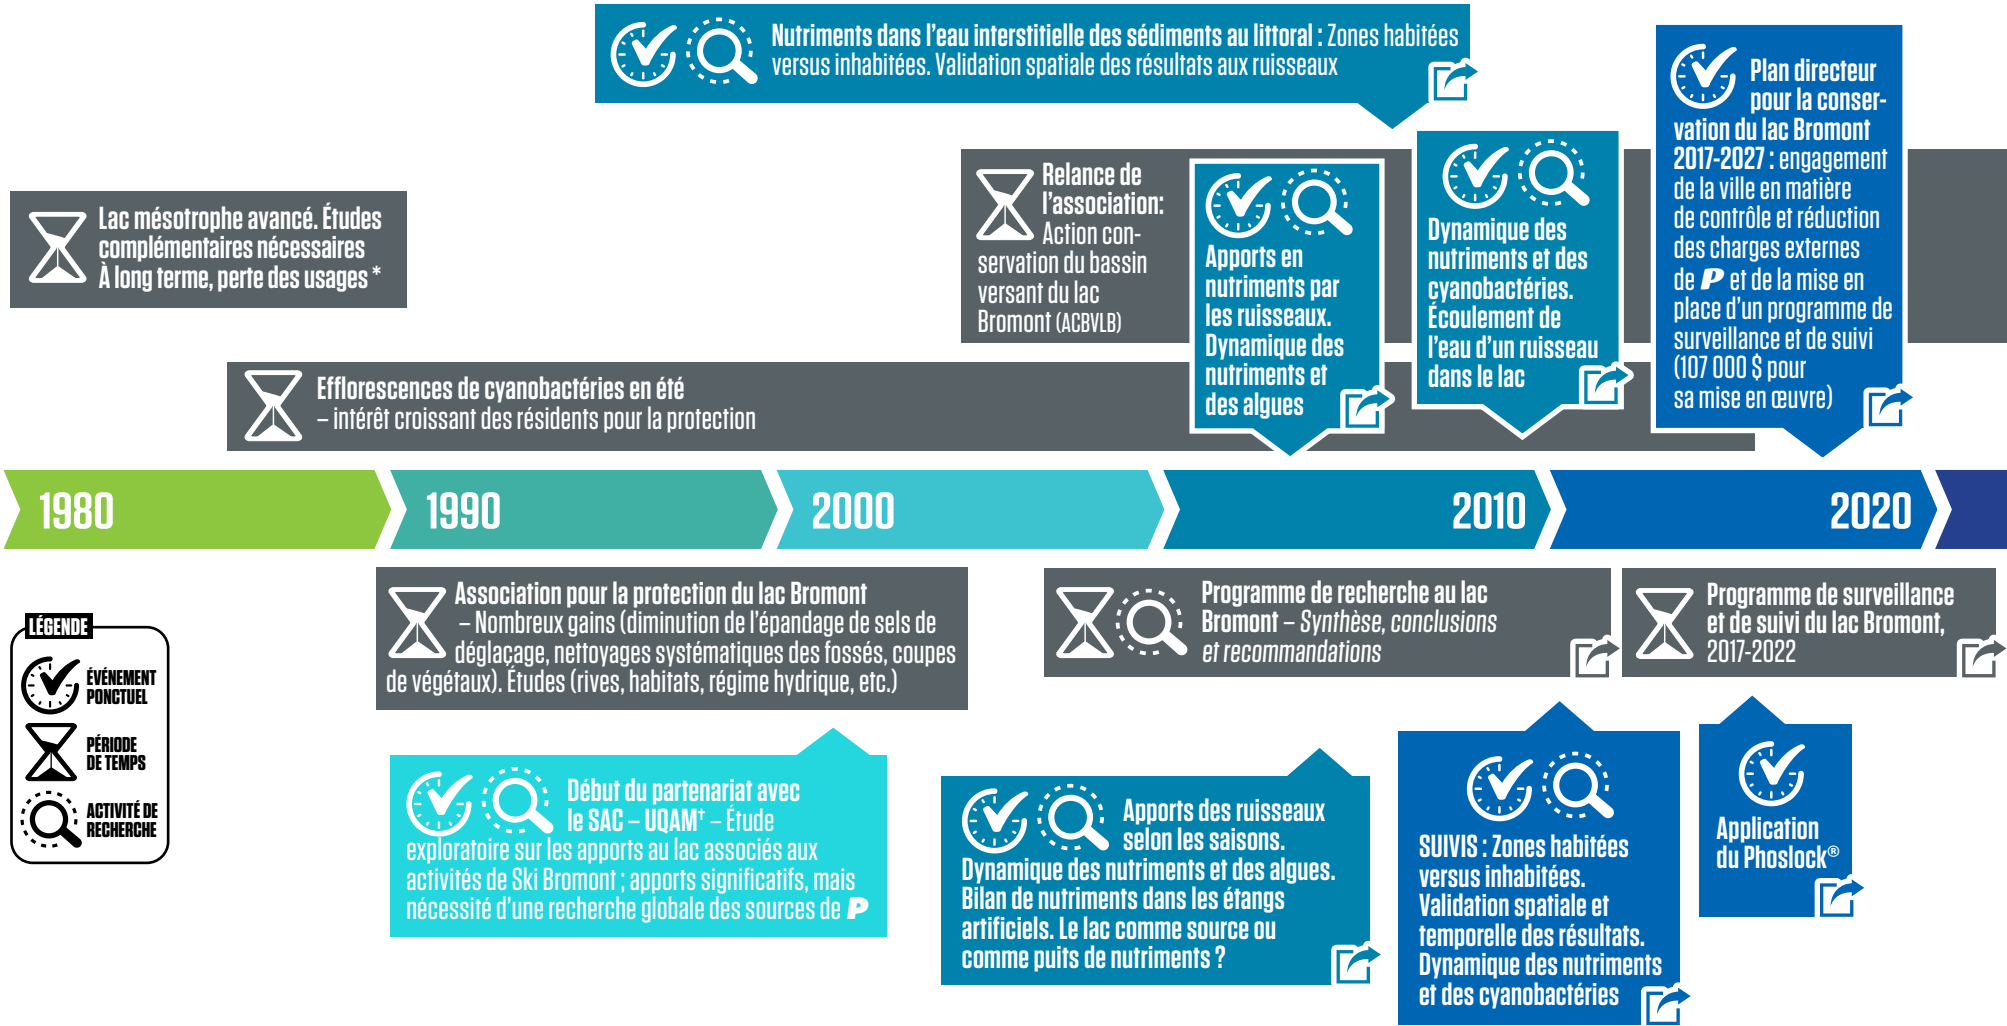 Nutriments dans l’eau interstitielle des sédiments au littoral : Zones habitées
versus inhabitées. Validation spatiale des résultats aux ruisseaux
Plan directeur
pour la conser-
vation du lac Bromont
2017-2027 : engagement
de la ville en matière
de contrôle et réduction
des charges externes
de P et de la mise en
place d’un programme de
surveillance et de suivi
(107 000 $ pour
sa mise en œuvre)
Lac mésotrophe avancé. Études
complémentaires nécessaires
À long terme, perte des usages *
Relance de
l’association:
Action con-
servation du bassin
versant du lac
Bromont (ACBVLB)
Apports en
nutriments par
les ruisseaux.
Dynamique des
nutriments et
des algues
Dynamique des
nutriments et des
cyanobactéries.
Écoulement de
l’eau d’un ruisseau
dans le lac
Efflorescences de cyanobactéries en été
– intérêt croissant des résidents pour la protection
1980
1990
2000
2010
2020
LÉGENDE
ÉVÉNEMENT
PONCTUEL
PÉRIODE
DE TEMPS
ACTIVITÉ DE
RECHERCHE
Association pour la protection du lac Bromont
– Nombreux gains (diminution de l’épandage de sels de
déglaçage, nettoyages systématiques des fossés, coupes
de végétaux). Études (rives, habitats, régime hydrique, etc.)
Programme de recherche au lac
Bromont – Synthèse, conclusions
et recommandations
Programme de surveillance
et de suivi du lac Bromont,
2017-2022
Début du partenariat avec
le SAC – UQAM† – Étude
exploratoire sur les apports au lac associés aux
activités de Ski Bromont ; apports significatifs, mais
nécessité d’une recherche globale des sources de P
Apports des ruisseaux
selon les saisons.
Dynamique des nutriments et des algues.
Bilan de nutriments dans les étangs
artificiels. Le lac comme source ou
comme puits de nutriments ?
SUIVIS : Zones habitées
versus inhabitées.
Validation spatiale et
temporelle des résultats.
Dynamique des nutriments
et des cyanobactéries
Application
du Phoslock®